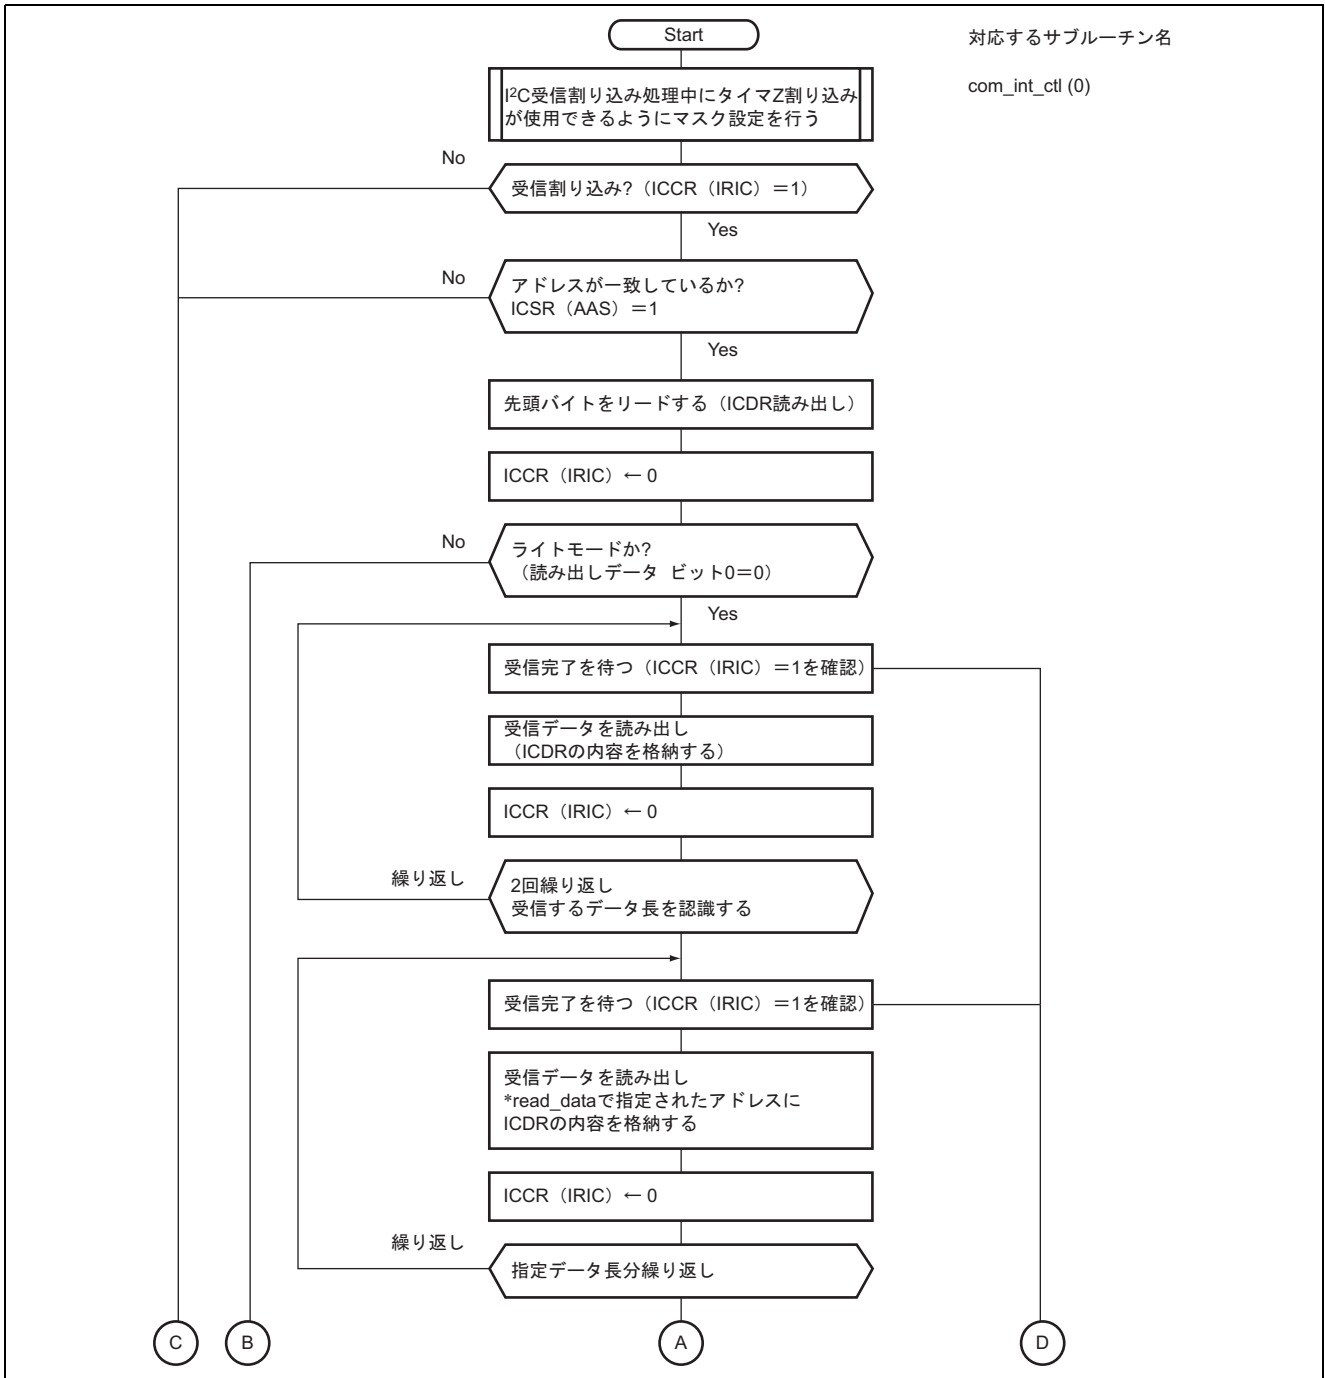 Start
対応するサブルーチン名
I²C受信割り込み処理中にタイマZ割り込み
が使用できるようにマスク設定を行う
com_int_ctl (0)
No
受信割り込み?（ICCR（IRIC）＝1）
Yes
No
アドレスが一致しているか?
ICSR（AAS）＝1
Yes
先頭バイトをリードする（ICDR読み出し）
ICCR（IRIC）← 0
No
ライトモードか?
（読み出しデータ ビット0＝0）
Yes
受信完了を待つ（ICCR（IRIC）＝1を確認）
受信データを読み出し
（ICDRの内容を格納する）
ICCR（IRIC）← 0
繰り返し
2回繰り返し
受信するデータ長を認識する
受信完了を待つ（ICCR（IRIC）＝1を確認）
受信データを読み出し
*read_dataで指定されたアドレスに
ICDRの内容を格納する
ICCR（IRIC）← 0
繰り返し
指定データ長分繰り返し
C
B
A
D